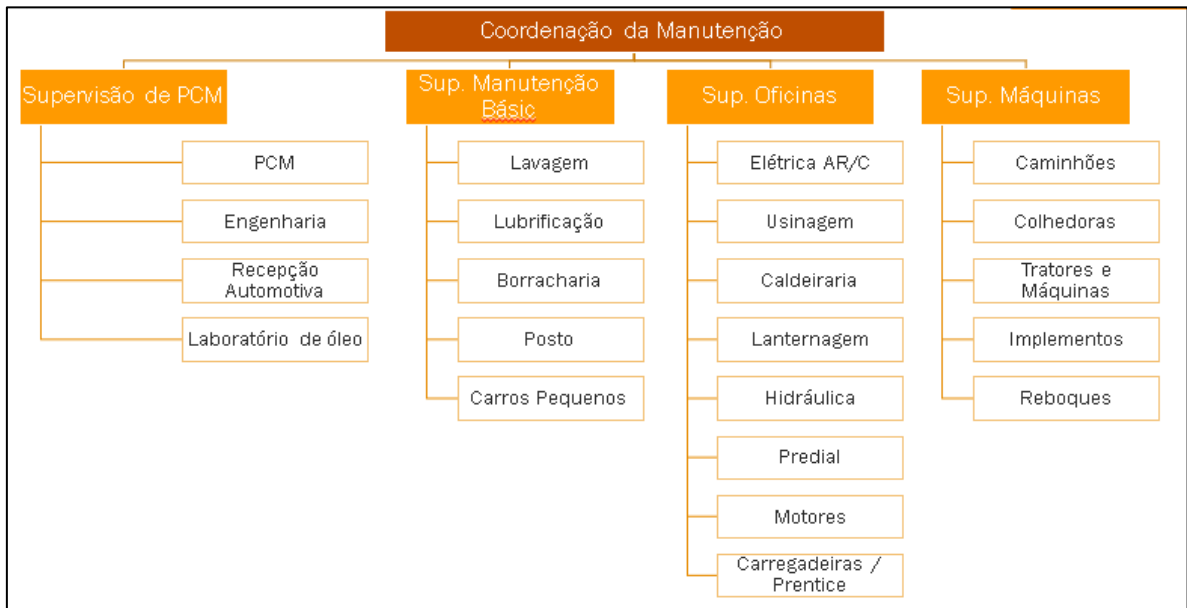 Coordenação da Manutenção
Supervisão de PCM
PCM
Engenharia
Recepção
Automotiva
Laboratório de óleo
Sup. Manutenção
Básic
Lavagem
Lubrificação
Borracharia
Posto
Carros Pequenos
Sup. Oficinas
Elétrica AR/C
Usinagem
Caldeiraria
Lanternagem
Hidráulica
Predial
Motores
Carregadeiras /
Prentice
Sup. Máquinas
Caminhões
Colhedoras
Tratores e
Máquinas
Implementos
Reboques